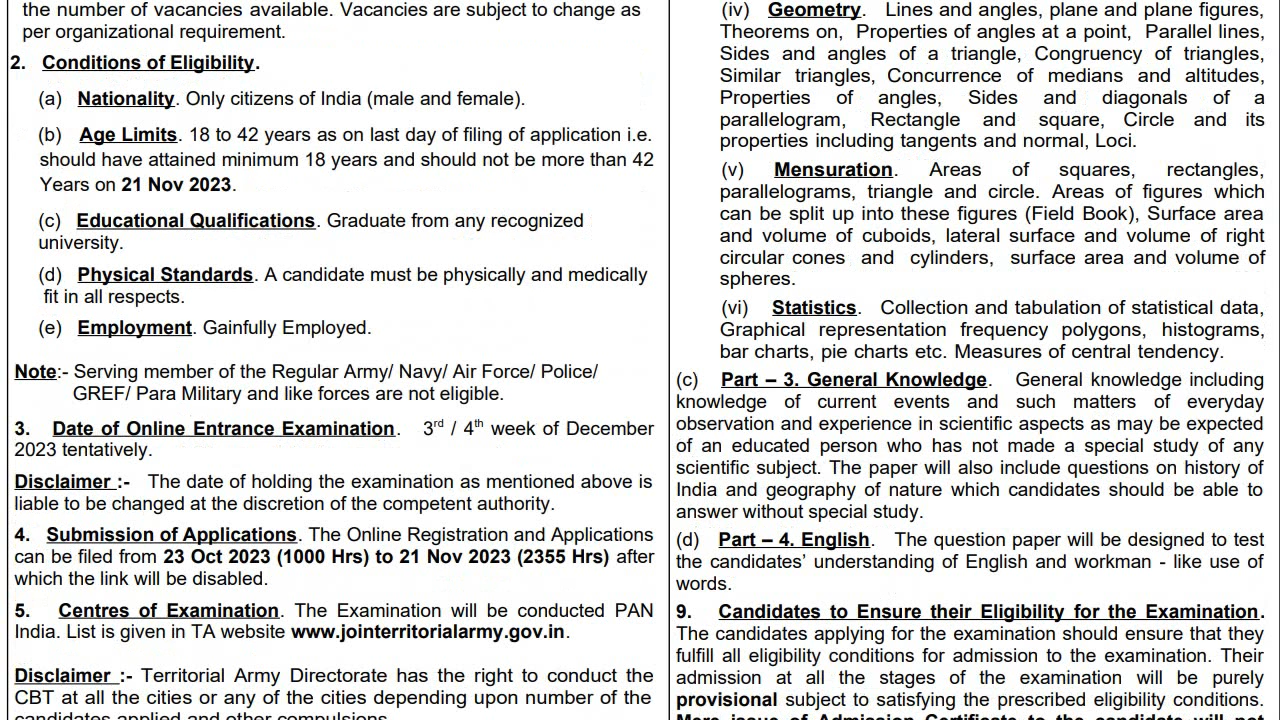 the number of vacancies available. Vacancies are subject to change as
per organizational requirement.
2. Conditions of Eligibility.
(a) Nationality. Only citizens of India (male and female).
(b) Age Limits. 18 to 42 years as on last day of filing of application i.e.
should have attained minimum 18 years and should not be more than 42
Years on 21 Nov 2023.
(c) Educational Qualifications. Graduate from any recognized
university.
(d) Physical Standards. A candidate must be physically and medically
fit in all respects.
(e) Employment. Gainfully Employed.
Note:- Serving member of the Regular Army/ Navy/ Air Force/ Police/
GREF/ Para Military and like forces are not eligible.
3. Date of Online Entrance Examination. 3rd / 4th week of December
2023 tentatively.
Disclaimer :- The date of holding the examination as mentioned above is
liable to be changed at the discretion of the competent authority.
4. Submission of Applications. The Online Registration and Applications
can be filed from 23 Oct 2023 (1000 Hrs) to 21 Nov 2023 (2355 Hrs) after
which the link will be disabled.
5. Centres of Examination. The Examination will be conducted PAN
India. List is given in TA website www.jointerritorialarmy.gov.in.
Disclaimer :- Territorial Army Directorate has the right to conduct the
CBT at all the cities or any of the cities depending upon number of the
candidates applied and other compulsions.
(iv) Geometry. Lines and angles, plane and plane figures,
Theorems on, Properties of angles at a point, Parallel lines,
Sides and angles of a triangle, Congruency of triangles,
Similar triangles, Concurrence of medians and altitudes,
Properties of angles, Sides and diagonals of a
parallelogram, Rectangle and square, Circle and its
properties including tangents and normal, Loci.
(v) Mensuration. Areas of squares, rectangles,
parallelograms, triangle and circle. Areas of figures which
can be split up into these figures (Field Book), Surface area
and volume of cuboids, lateral surface and volume of right
circular cones and cylinders, surface area and volume of
spheres.
(vi) Statistics. Collection and tabulation of statistical data,
Graphical representation frequency polygons, histograms,
bar charts, pie charts etc. Measures of central tendency.
(c) Part – 3. General Knowledge. General knowledge including
knowledge of current events and such matters of everyday
observation and experience in scientific aspects as may be expected
of an educated person who has not made a special study of any
scientific subject. The paper will also include questions on history of
India and geography of nature which candidates should be able to
answer without special study.
(d) Part – 4. English. The question paper will be designed to test
the candidates’ understanding of English and workman - like use of
words.
9. Candidates to Ensure their Eligibility for the Examination.
The candidates applying for the examination should ensure that they
fulfill all eligibility conditions for admission to the examination. Their
admission at all the stages of the examination will be purely
provisional subject to satisfying the prescribed eligibility conditions.
Mere issue of Admission Certificate to the candidate will not